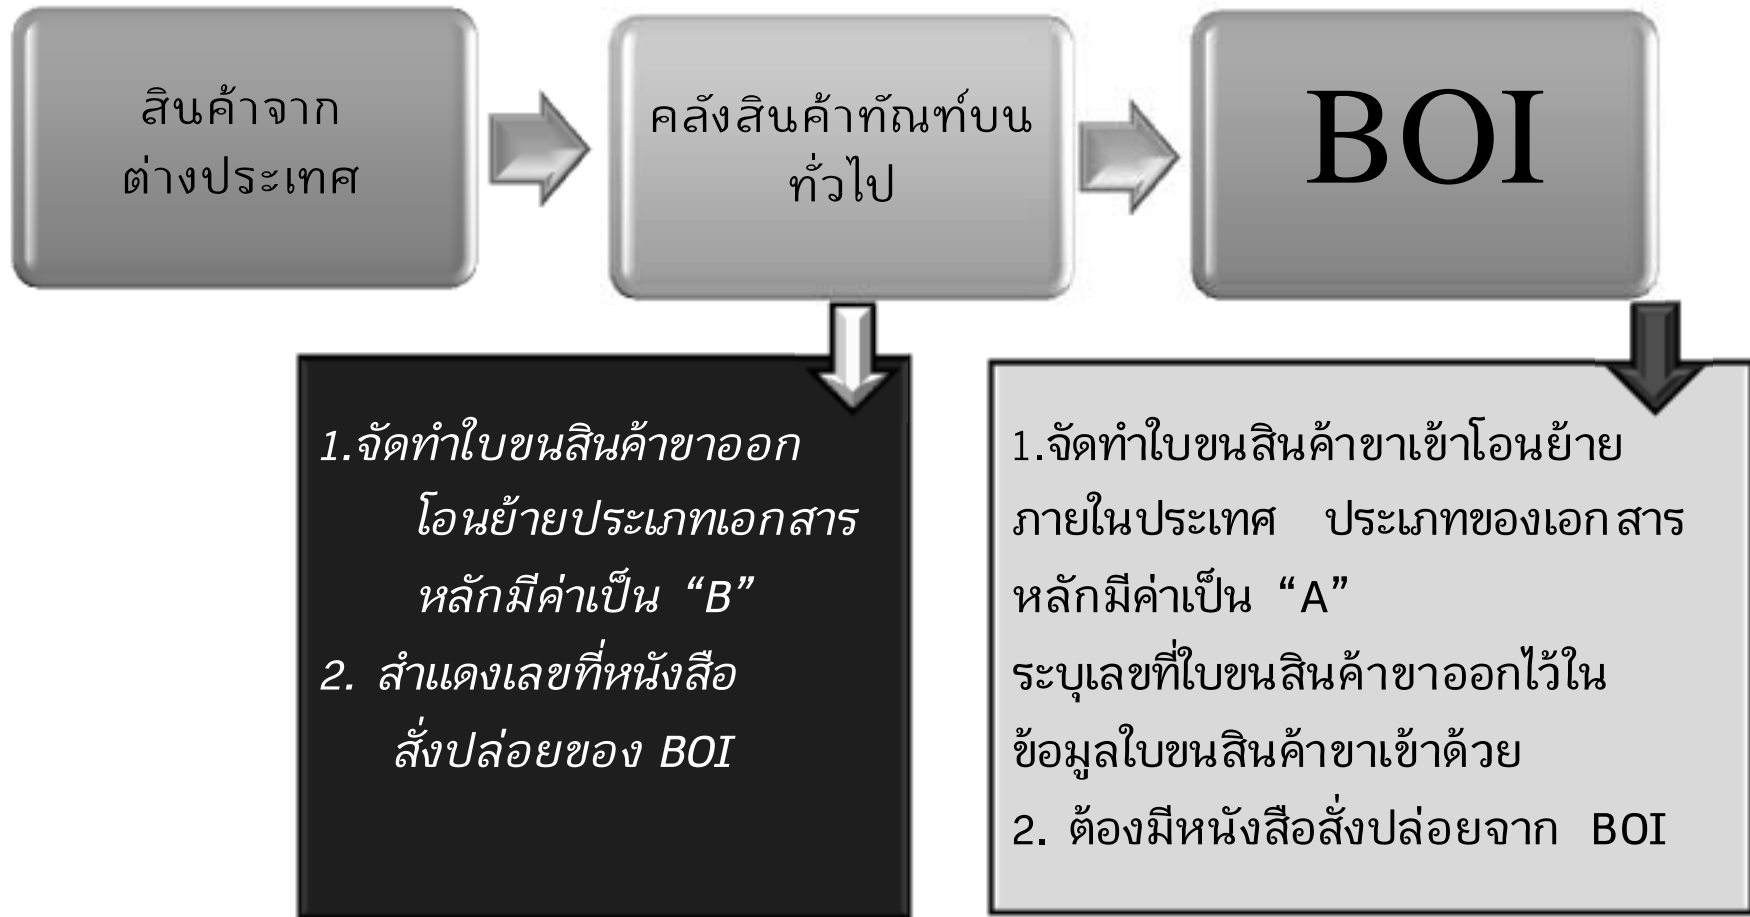 สินค้าจาก
ต่างประเทศ
คลังสินค้าทัณฑ์บน
ทั่วไป
BOI
1.จัดทำใบขนสินค้าขาออก
โอนย้ายประเภทเอกสาร
หลักมีค่าเป็น “B”
2. สำแดงเลขที่หนังสือ
สั่งปล่อยของ BOI
1.จัดทำใบขนสินค้าขาเข้าโอนย้าย
ภายในประเทศ ประเภทของเอกสาร
หลักมีค่าเป็น “A”
ระบุเลขที่ใบขนสินค้าขาออกไว้ใน
ข้อมูลใบขนสินค้าขาเข้าด้วย
2. ต้องมีหนังสือสั่งปล่อยจาก BOI